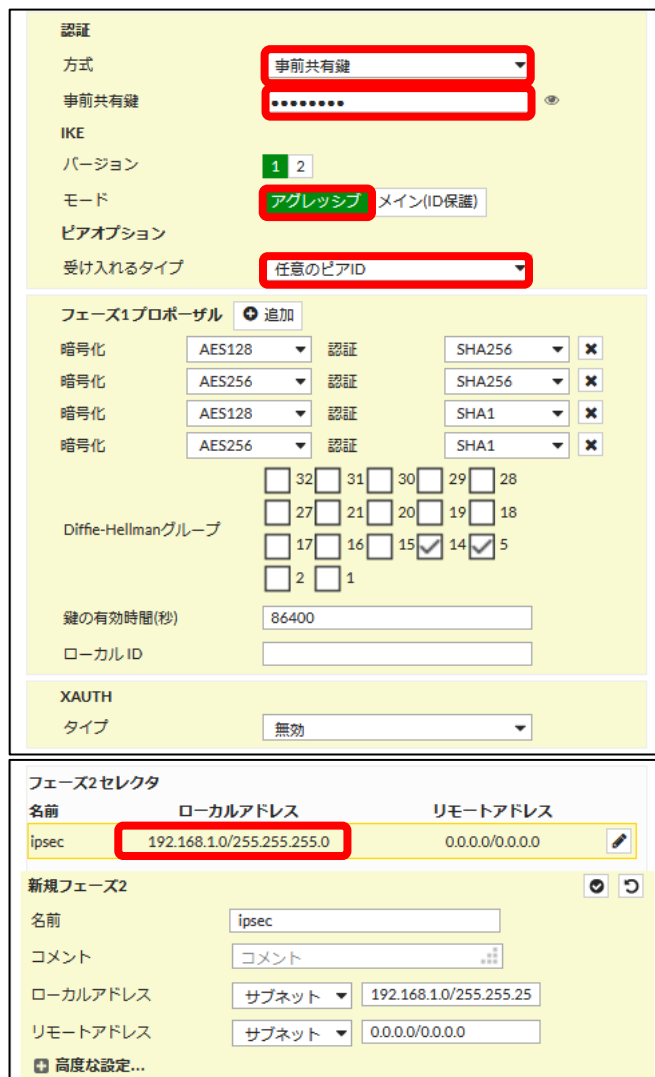 認証
方式 事前共有鍵
事前共有鍵 ••••••••
IKE
バージョン 1 2
モード アグレッシブ メイン(ID保護)
ピアオプション
受け入れるタイプ 任意のピアID
フェーズ1プロポーザル 追加
暗号化 AES128 認証 SHA256
暗号化 AES256 認証 SHA256
暗号化 AES128 認証 SHA1
暗号化 AES256 認証 SHA1
32 31 30 29 28
27 21 20 19 18
Diffie-Hellmanグループ
17 16 15 14 5
2 1
鍵の有効時間(秒) 86400
ローカル ID
XAUTH
タイプ 無効
フェーズ2セレクタ
名前 ローカルアドレス リモートアドレス
ipsec 192.168.1.0/255.255.255.0 0.0.0.0/0.0.0.0
新規フェーズ2
名前 ipsec
コメント コメント
ローカルアドレス サブネット 192.168.1.0/255.255.25
リモートアドレス サブネット 0.0.0.0/0.0.0.0
高度な設定...